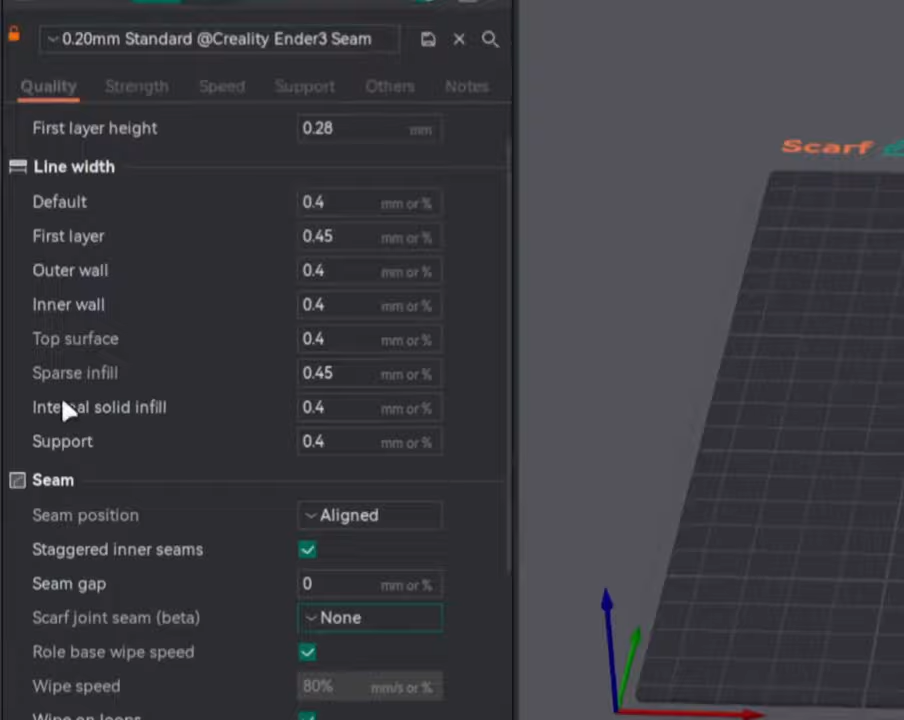 0.20mm Standard @Creality Ender3 Seam
Quality Strength Speed Support Others Notes
First layer height 0.28 mm
Line width
Default 0.4 mm or %
First layer 0.45 mm or %
Outer wall 0.4 mm or %
Inner wall 0.4 mm or %
Top surface 0.4 mm or %
Sparse infill 0.45 mm or %
Internal solid infill 0.4 mm or %
Support 0.4 mm or %
Seam
Seam position Aligned
Staggered inner seams
Seam gap 0 mm or %
Scarf joint seam (beta) None
Role base wipe speed
Wipe speed 80% mm/s or %
Wipe on loops
Scarf